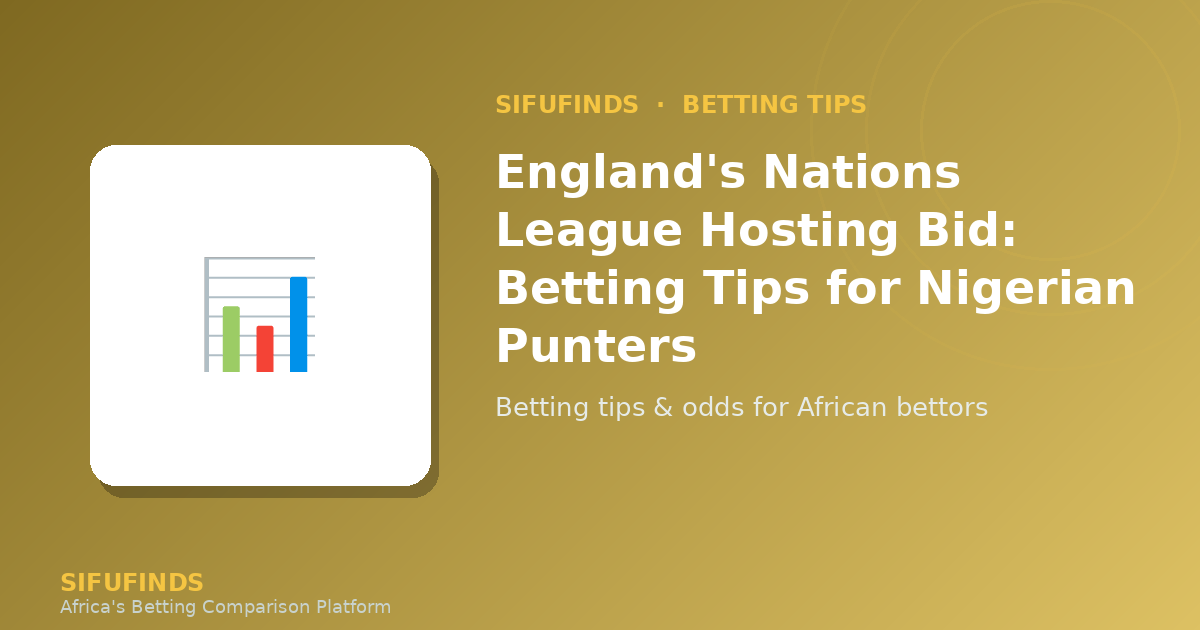 SIFUFINDS · BETTING TIPS
England's Nations
League Hosting Bid:
Betting Tips for Nigerian
Punters
Betting tips & odds for African bettors
SIFUFINDS
Africa's Betting Comparison Platform